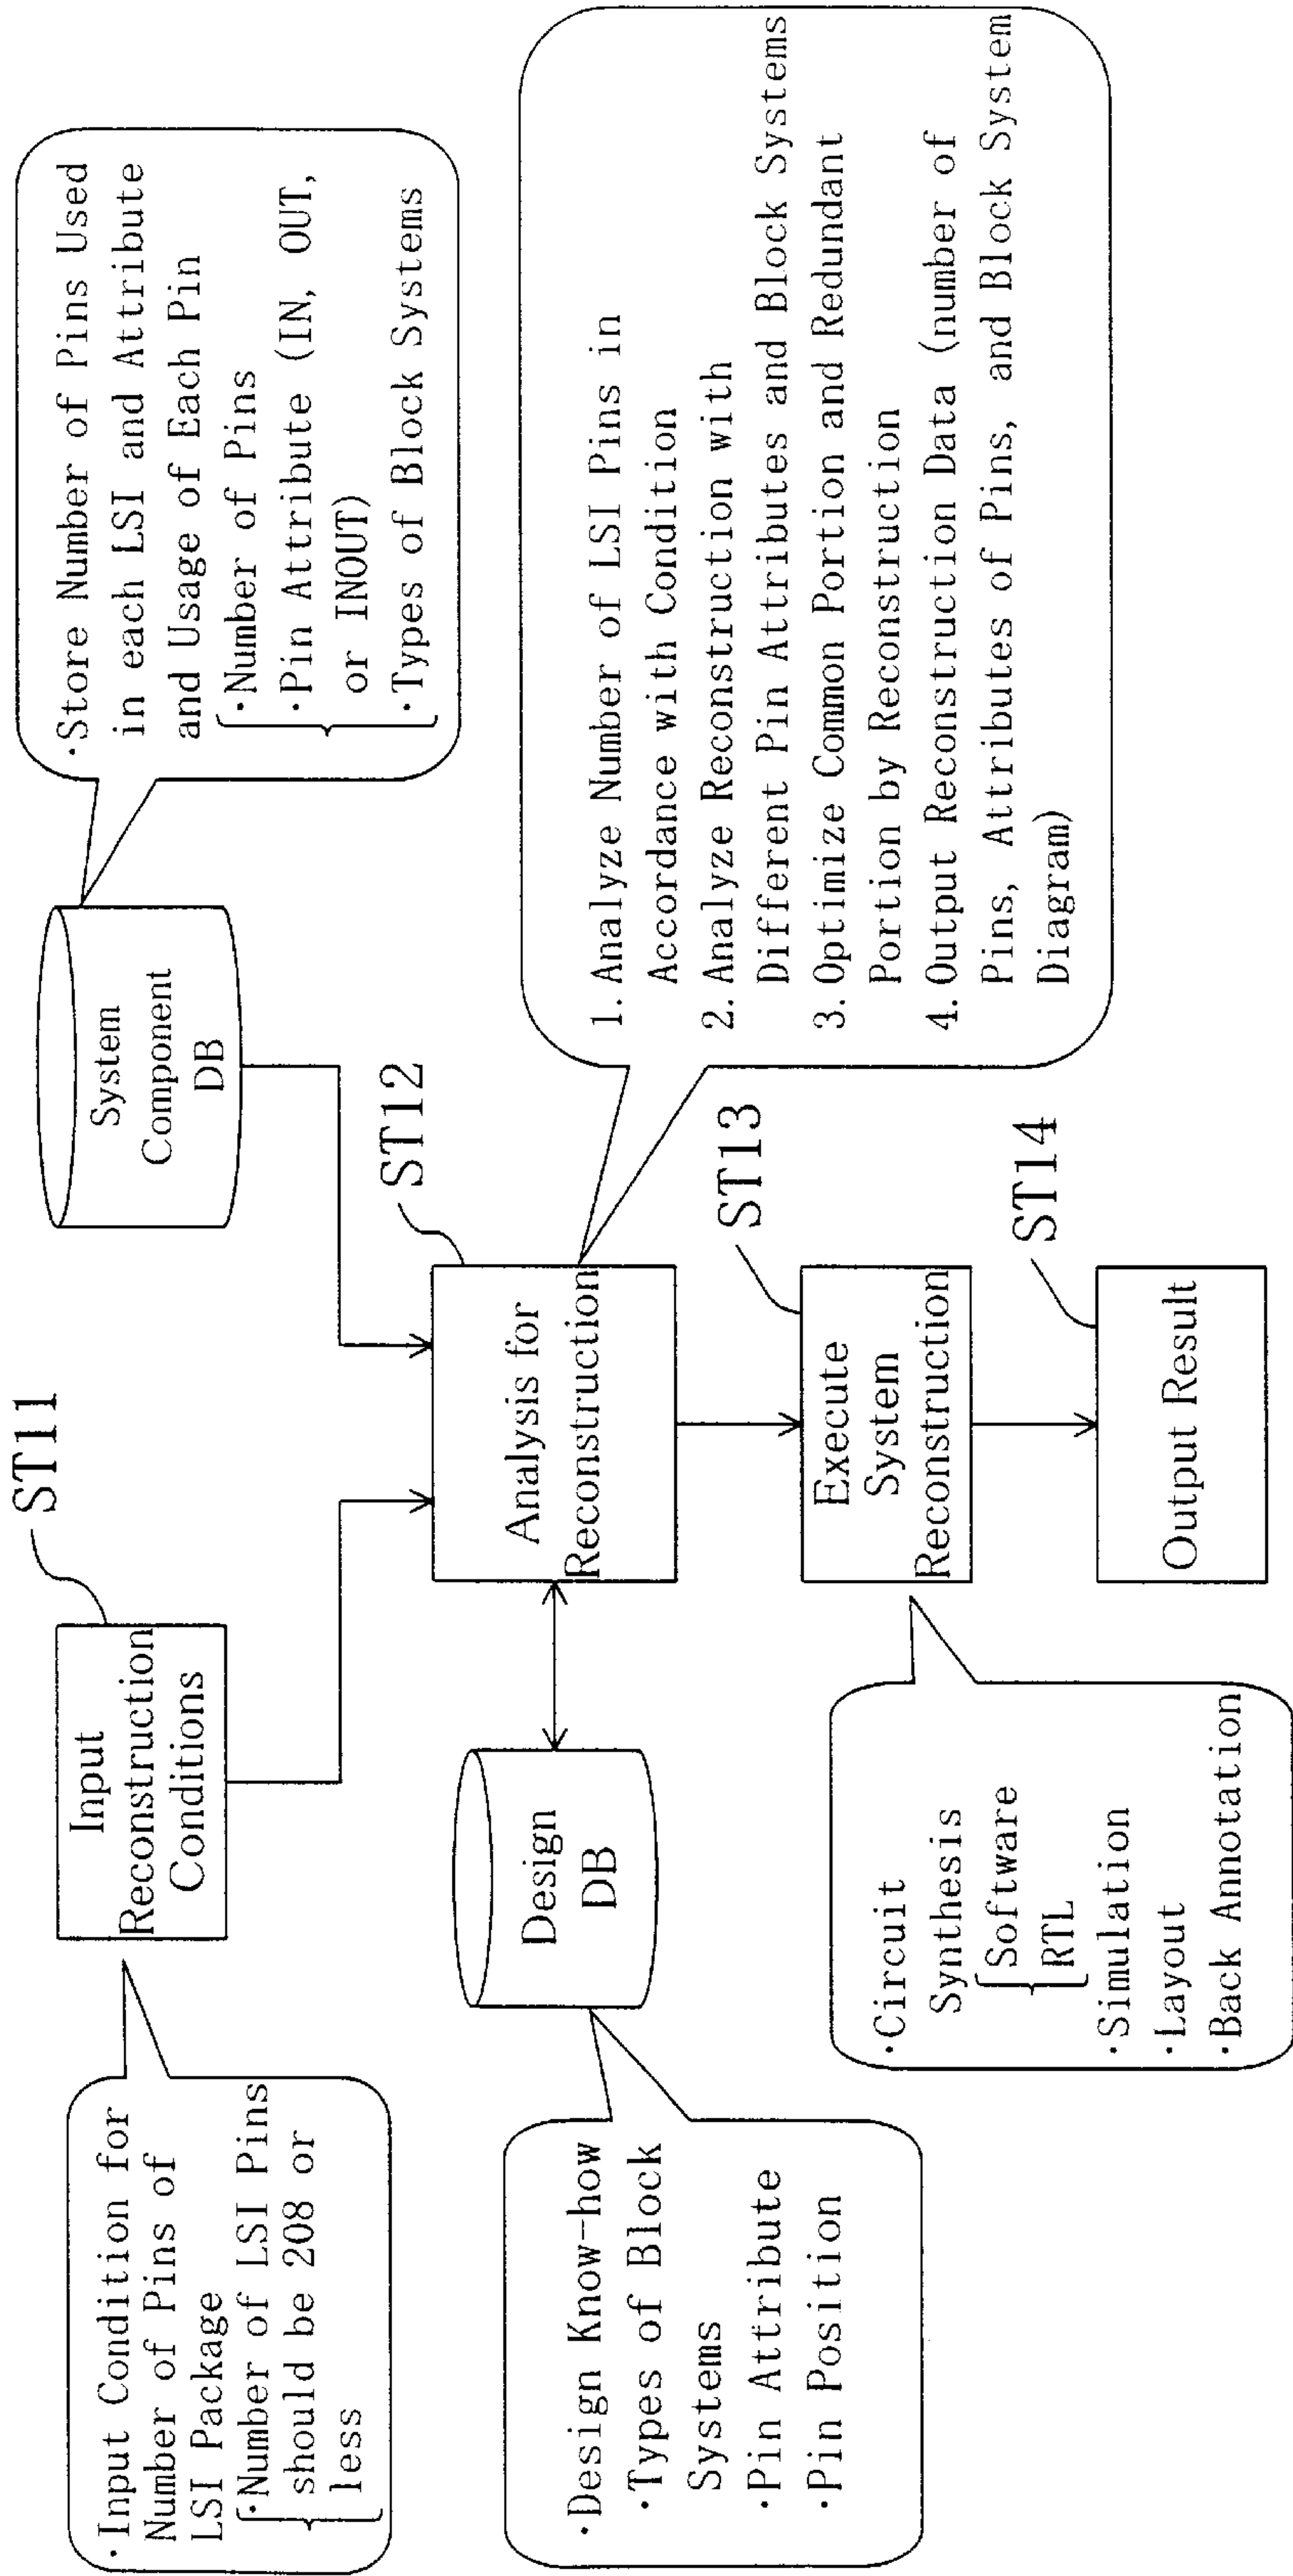 ·Input Condition for
Number of Pins of
LSI Package
·Number of LSI Pins
should be 208 or
less
ST11
Input
Reconstruction
Conditions
System
Component
DB
·Store Number of Pins Used
in each LSI and Attribute
and Usage of Each Pin
·Number of Pins
·Pin Attribute (IN, OUT,
or INOUT)
·Types of Block Systems
·Design Know-how
·Types of Block
Systems
·Pin Attribute
·Pin Position
Design
DB
ST12
Analysis for
Reconstruction
1. Analyze Number of LSI Pins in
Accordance with Condition
2. Analyze Reconstruction with
Different Pin Attributes and Block Systems
3. Optimize Common Portion and Redundant
Portion by Reconstruction
4. Output Reconstruction Data (number of
Pins, Attributes of Pins, and Block System
Diagram)
·Circuit
Synthesis
Software
RTL
·Simulation
·Layout
·Back Annotation
ST13
Execute
System
Reconstruction
ST14
Output Result